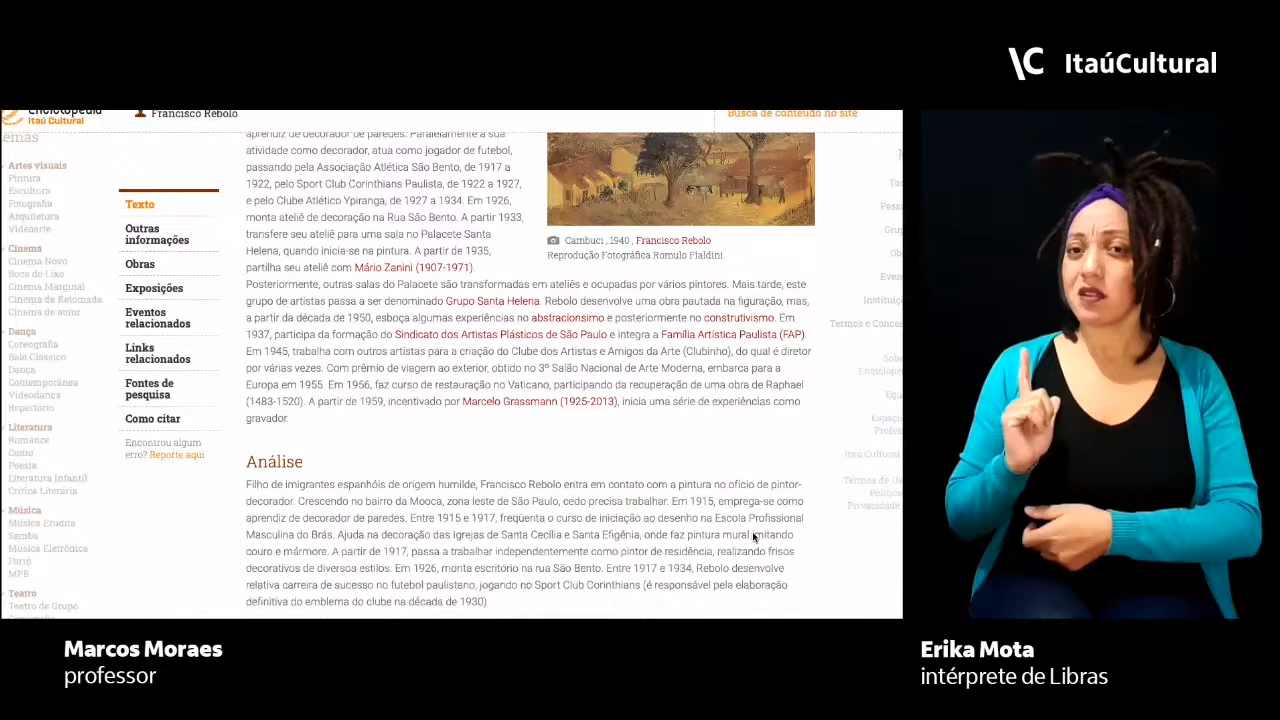 \C ItaúCultural
Enciclopédia
Itaú Cultural
Francisco Rebolo
Busca de conteúdo no site
emas
Artes visuais
Pintura
Escultura
Fotografia
Arquitetura
Videoarte
Cinema
Cinema Novo
Boca do Lixo
Cinema Marginal
Cinema de Retomada
Cinema de autor
Dança
Coreografia
Balé Clássico
Dança
Contemporânea
Videodança
Repertório
Literatura
Romance
Conto
Poesia
Literatura Infantil
Crítica Literária
Música
Música Erudita
Samba
Música Eletrônica
Forró
MPB
Teatro
Teatro de Grupo
Texto
Outras
informações
Obras
Exposições
Eventos
relacionados
Links
relacionados
Fontes de
pesquisa
Como citar
Encontrou algum
erro? Reporte aqui
aprendiz de decorador de paredes. Paralelamente à sua
atividade como decorador, atua como jogador de futebol,
passando pela Associação Atlética São Bento, de 1917 a
1922, pelo Sport Club Corinthians Paulista, de 1922 a 1927,
e pelo Clube Atlético Ypiranga, de 1927 a 1934. Em 1926,
monta ateliê de decoração na Rua São Bento. A partir 1933,
transfere seu ateliê para uma sala no Palacete Santa
Helena, quando inicia-se na pintura. A partir de 1935,
partilha seu ateliê com Mário Zanini (1907-1971).
Posteriormente, outras salas do Palacete são transformadas em ateliês e ocupadas por vários pintores. Mais tarde, este
grupo de artistas passa a ser denominado Grupo Santa Helena. Rebolo desenvolve uma obra pautada na figuração, mas,
a partir da década de 1950, esboça algumas experiências no abstracionismo e posteriormente no construtivismo. Em
1937, participa da formação do Sindicato dos Artistas Plásticos de São Paulo e integra a Família Artística Paulista (FAP).
Em 1945, trabalha com outros artistas para a criação do Clube dos Artistas e Amigos da Arte (Clubinho), do qual é diretor
por várias vezes. Com prêmio de viagem ao exterior, obtido no 3º Salão Nacional de Arte Moderna, embarca para a
Europa em 1955. Em 1956, faz curso de restauração no Vaticano, participando da recuperação de uma obra de Raphael
(1483-1520). A partir de 1959, incentivado por Marcelo Grassmann (1925-2013), inicia uma série de experiências como
gravador.
Cambuci , 1940 , Francisco Rebolo
Reprodução Fotográfica Romulo Fialdini
Análise
Filho de imigrantes espanhóis de origem humilde, Francisco Rebolo entra em contato com a pintura no ofício de pintor-
decorador. Crescendo no bairro da Mooca, zona leste de São Paulo, cedo precisa trabalhar. Em 1915, emprega-se como
aprendiz de decorador de paredes. Entre 1915 e 1917, freqüenta o curso de iniciação ao desenho na Escola Profissional
Masculina do Brás. Ajuda na decoração das Igrejas de Santa Cecília e Santa Efigênia, onde faz pintura mural imitando
couro e mármore. A partir de 1917, passa a trabalhar independentemente como pintor de residência, realizando frisos
decorativos de diversos estilos. Em 1926, monta escritório na rua São Bento. Entre 1917 e 1934, Rebolo desenvolve
relativa carreira de sucesso no futebol paulistano, jogando no Sport Club Corinthians (é responsável pela elaboração
definitiva do emblema do clube na década de 1930)
Termos e Concei
Itaú Cultural
Termos de Us
Privacidade
Marcos Moraes
professor
Erika Mota
intérprete de Libras